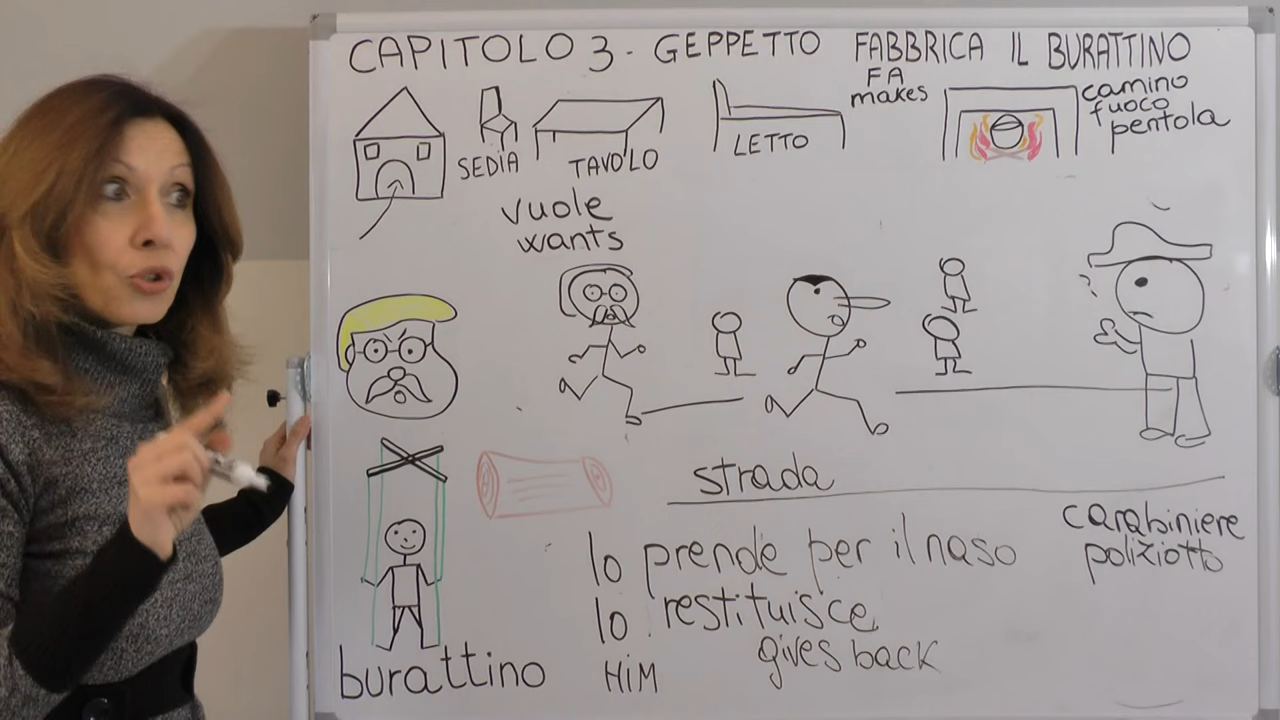 CAPITOLO 3 - GEPPETTO FABBRICA IL BURATTINO
FA
makes
camino
fuoco
pentola
SEDIA
TAVOLO
LETTO
vuole
wants
strada
carabiniere
poliziotto
lo prende per il naso
lo restituisce
HIM
gives back
burattino